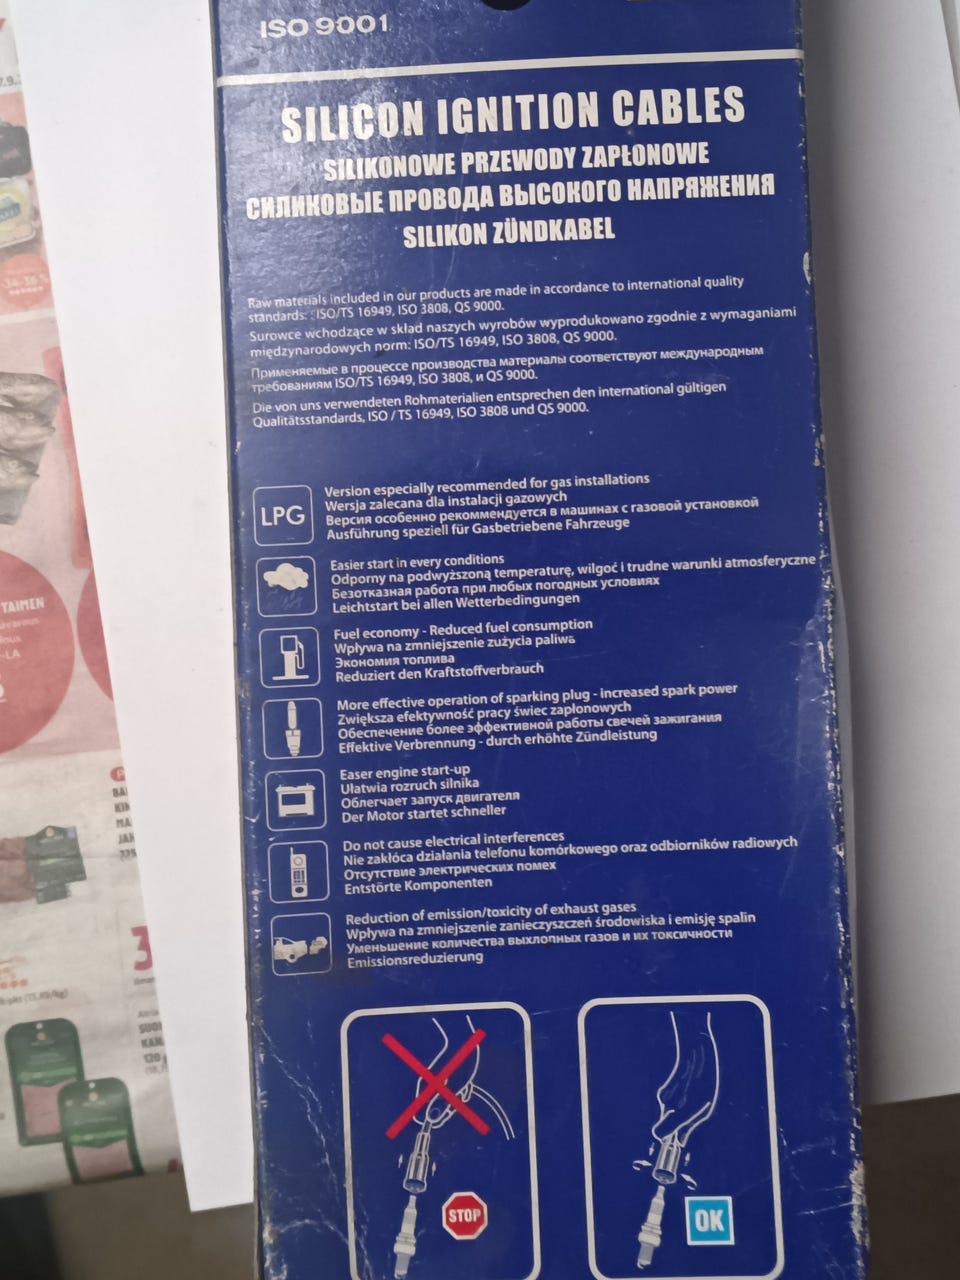 ISO 9001
SILICON IGNITION CABLES
SILIKONOWE PRZEWODY ZAPŁONOWE
СИЛИКОВЫЕ ПРОВОДА ВЫСОКОГО НАПРЯЖЕНИЯ
SILIKON ZÜNDKABEL
Raw materials included in our products are made in accordance to international quality
standards: ISO/TS 16949, ISO 3808, QS 9000.
Surowce wchodzące w skład naszych wyrobów wyprodukowano zgodnie z wymaganiami
międzynarodowych norm: ISO/TS 16949, ISO 3808, QS 9000.
Применяемые в процессе производства материалы соответствуют международным
требованиям ISO/TS 16949, ISO 3808, и QS 9000.
Die von uns verwendeten Rohmaterialien entsprechen den international gültigen
Qualitätsstandards, ISO / TS 16949, ISO 3808 und QS 9000.
LPG
Version especially recommended for gas installations
Wersja zalecana dla instalacji gazowych
Версия особенно рекоммендуется в машинах с газовой установкой
Ausführung speziell für Gasbetriebene Fahrzeuge
Easier start in every conditions
Odporny na podwyższoną temperaturę, wilgoć i trudne warunki atmosferyczne
Безотказная работа при любых погодных условиях
Leichtstart bei allen Wetterbedingungen
Fuel economy - Reduced fuel consumption
Wpływa na zmniejszenie zużycia paliwa
Экономия топлива
Reduziert den Kraftstoffverbrauch
More effective operation of sparking plug - increased spark power
Zwiększa efektywność pracy świec zapłonowych
Обеспечение более эффективной работы свечей зажигания
Effektive Verbrennung - durch erhöhte Zündleistung
Easer engine start-up
Ułatwia rozruch silnika
Облегчает запуск двигателя
Der Motor startet schneller
Do not cause electrical interferences
Nie zakłóca działania telefonu komórkowego oraz odbiorników radiowych
Отсутствие электрических помех
Entstörte Komponenten
Reduction of emission/toxicity of exhaust gases
Wpływa na zmniejszenie zanieczyszczeń środowiska i emisję spalin
Уменьшение количества выхлопных газов и их токсичности
Emissionsreduzierung
STOP
OK
TAIMEN
-LA